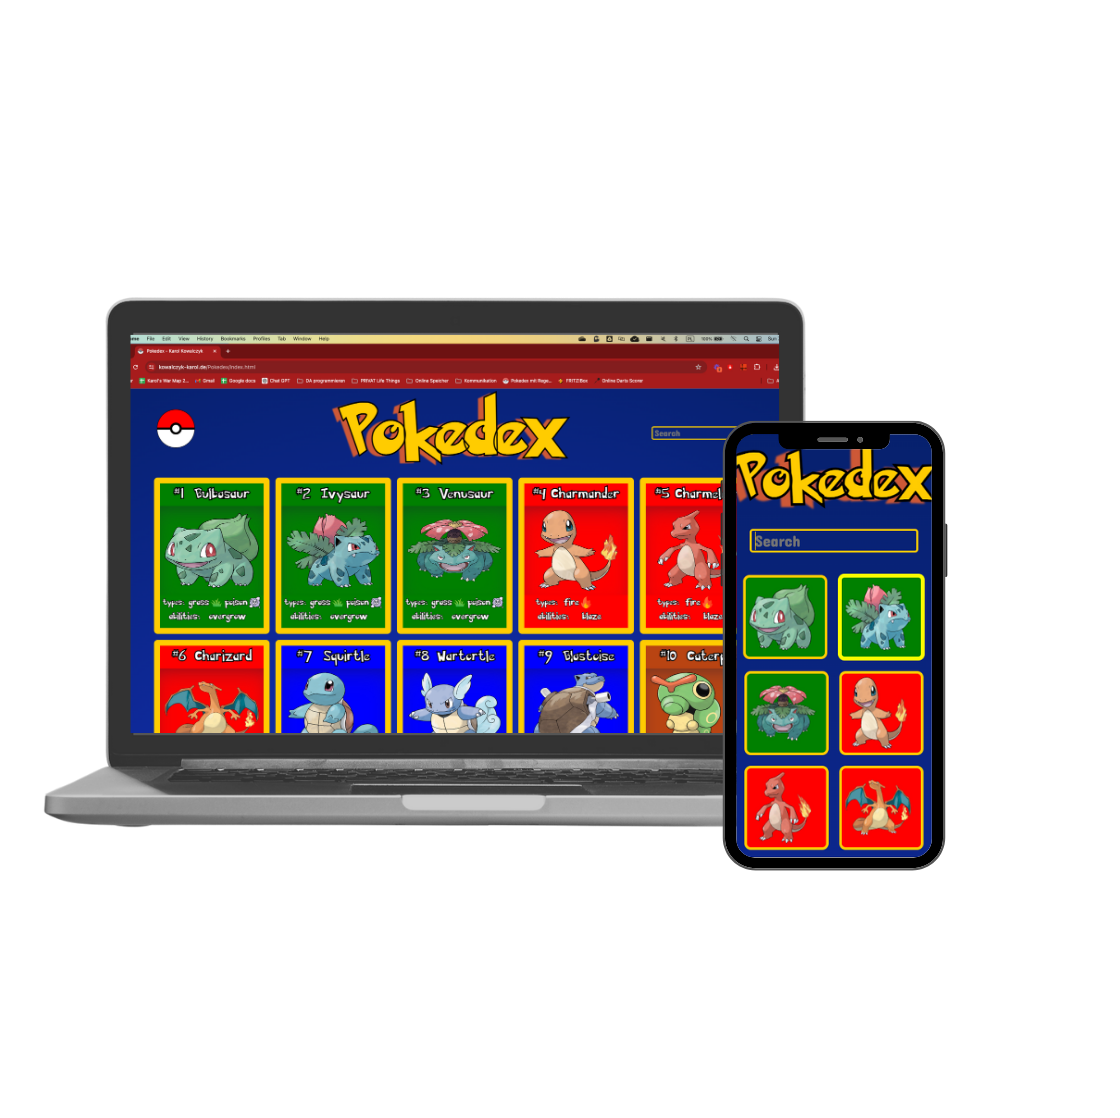 File Edit View History Bookmarks Profiles Tab Window Help 100% Sun
Pokedex - Karol Kowalczyk
kowalczyk-karol.de/Pokedex/index.html
Karol's War Map 2... Gmail Google docs Chat GPT DA programmieren PRIVAT Life Things Online Speicher Kommunikation Pokedex mit Rege... FRITZ!Box Online Darts Scorer
Pokedex
Search
#1 Bulbasaur
#2 Ivysaur
#3 Venusaur
#4 Charmander
#5 Charmel
types: grass poison
types: grass poison
types: grass poison
types: fire
types: fire
abilities: overgrow
abilities: overgrow
abilities: overgrow
abilities: blaze
abilities: blaze
#6 Charizard
#7 Squirtle
#8 Wartortle
#9 Blastoise
#10 Caterp
Pokedex
Search